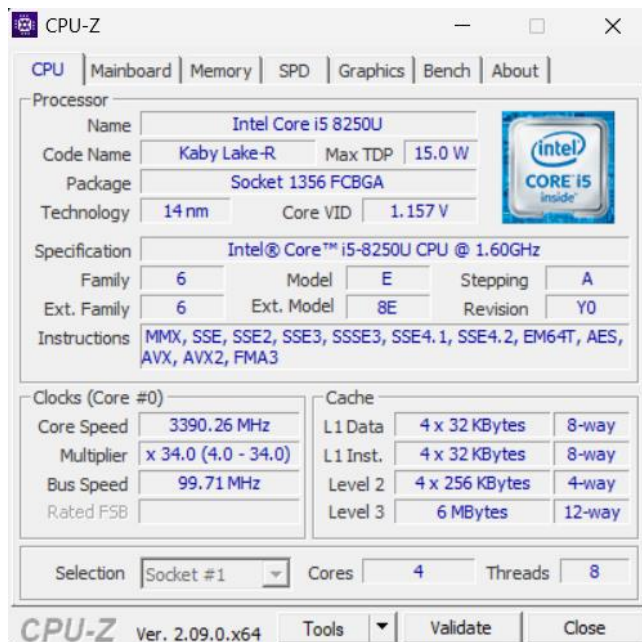 CPU-Z
CPU Mainboard Memory SPD Graphics Bench About
Processor
Name Intel Core i5 8250U
Code Name Kaby Lake-R Max TDP 15.0 W
Package Socket 1356 FCBGA
Technology 14 nm Core VID 1.157 V
intel
CORE i5
inside™
Specification Intel® Core™ i5-8250U CPU @ 1.60GHz
Family 6 Model E Stepping A
Ext. Family 6 Ext. Model 8E Revision Y0
Instructions MMX, SSE, SSE2, SSE3, SSSE3, SSE4.1, SSE4.2, EM64T, AES,
AVX, AVX2, FMA3
Clocks (Core #0)
Core Speed 3390.26 MHz
Multiplier x 34.0 (4.0 - 34.0)
Bus Speed 99.71 MHz
Rated FSB
Cache
L1 Data 4 x 32 KBytes 8-way
L1 Inst. 4 x 32 KBytes 8-way
Level 2 4 x 256 KBytes 4-way
Level 3 6 MBytes 12-way
Selection Socket #1 Cores 4 Threads 8
CPU-Z Ver. 2.09.0.x64 Tools Validate Close